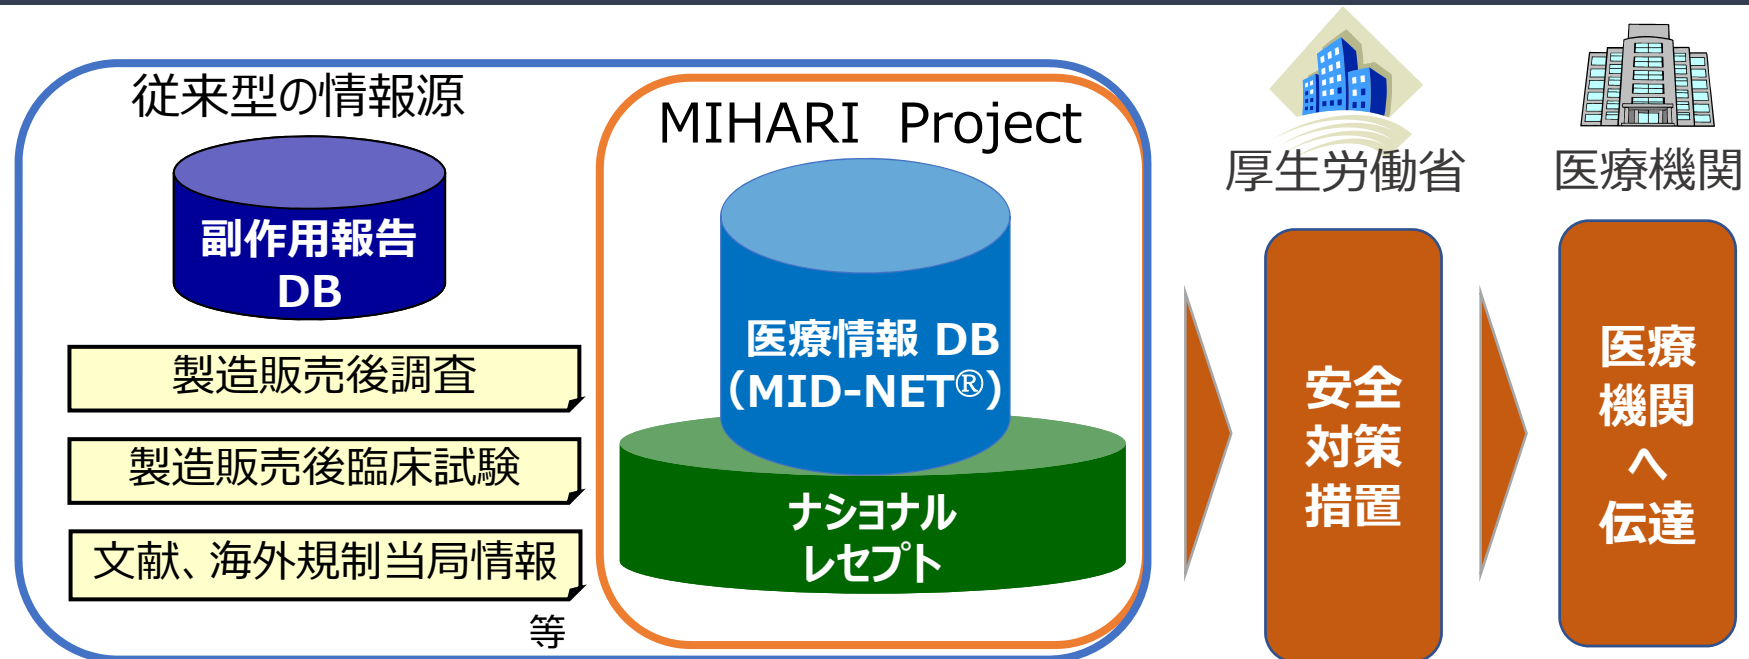 従来型の情報源
副作用報告
DB
製造販売後調査
製造販売後臨床試験
文献、海外規制当局情報
等
MIHARI Project
医療情報 DB
(MID-NET®)
ナショナル
レセプト
厚生労働省
安全
対策
措置
医療機関
医療
機関
へ
伝達